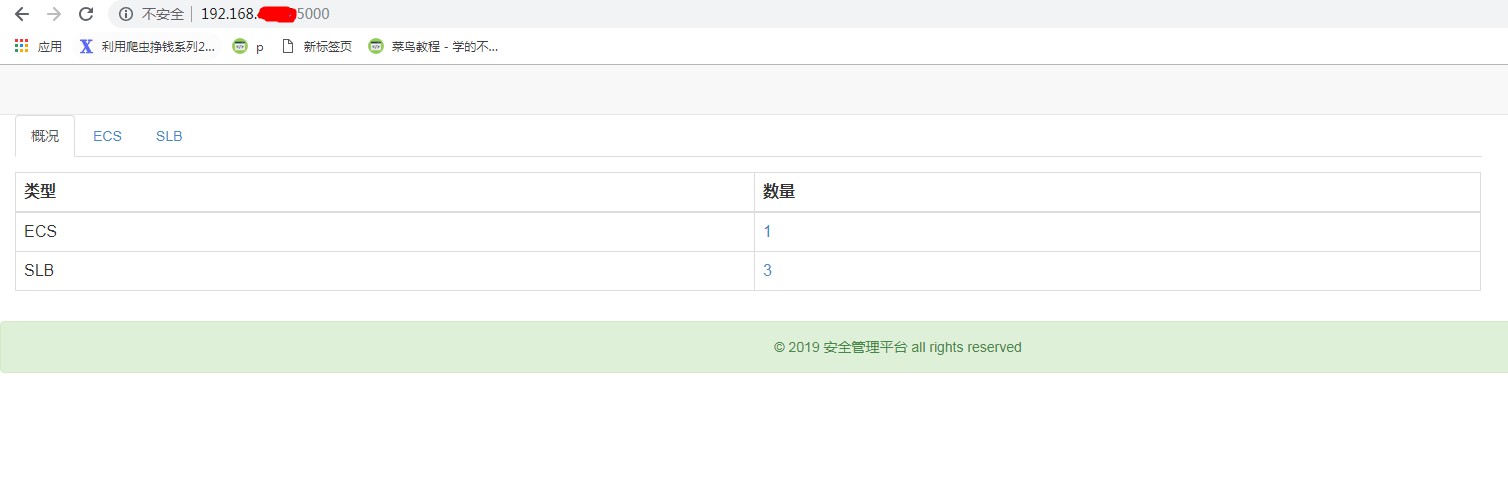 不安全 192.168. 5000
应用 利用爬虫挣钱系列2... p 新标签页 菜鸟教程 - 学的不...
概况 ECS SLB
类型 数量
ECS 1
SLB 3
© 2019 安全管理平台 all rights reserved